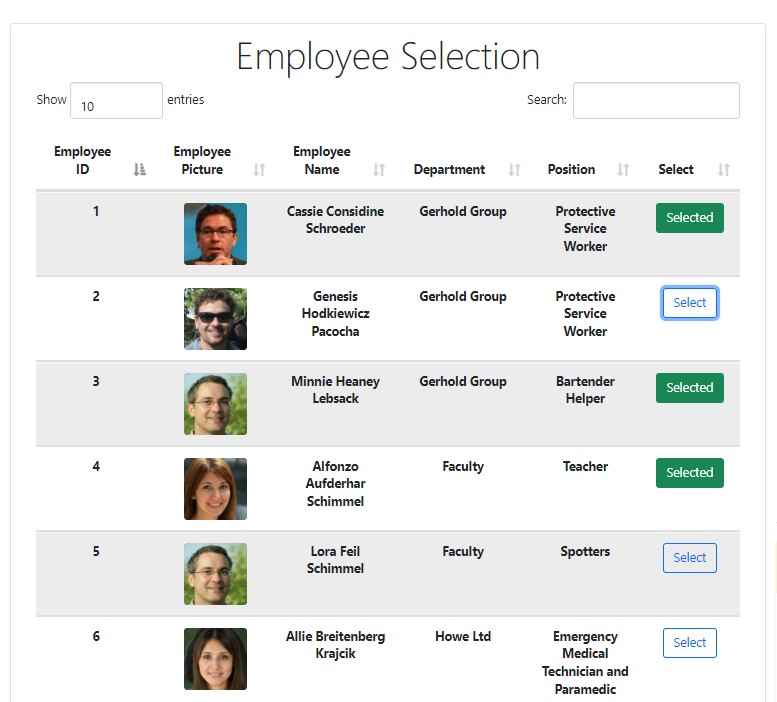 Employee Selection
Show 10 entries
Search:
Employee ID
Employee Picture
Employee Name
Department
Position
Select
1
Cassie Considine
Schroeder
Gerhold Group
Protective
Service
Worker
Selected
2
Genesis
Hodkiewicz
Pacocha
Gerhold Group
Protective
Service
Worker
Select
3
Minnie Heaney
Lebsack
Gerhold Group
Bartender
Helper
Selected
4
Alfonzo
Aufderhar
Schimmel
Faculty
Teacher
Selected
5
Lora Feil
Schimmel
Faculty
Spotters
Select
6
Allie Breitenberg
Krajcik
Howe Ltd
Emergency
Medical
Technician and
Paramedic
Select